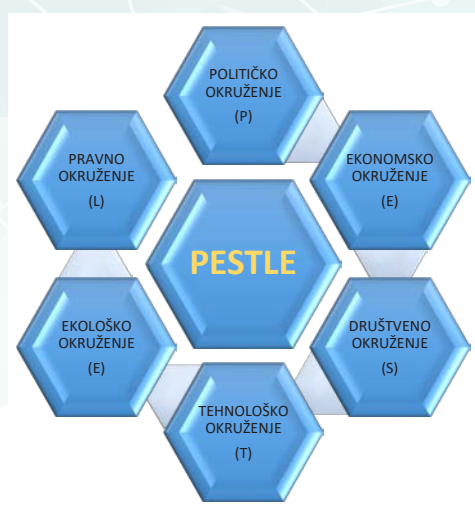 POLITIČKO
OKRUŽENJE
(P)
EKONOMSKO
OKRUŽENJE
(E)
DRUŠTVENO
OKRUŽENJE
(S)
TEHNOLOŠKO
OKRUŽENJE
(T)
EKOLOŠKO
OKRUŽENJE
(E)
PRAVNO
OKRUŽENJE
(L)
PESTLE